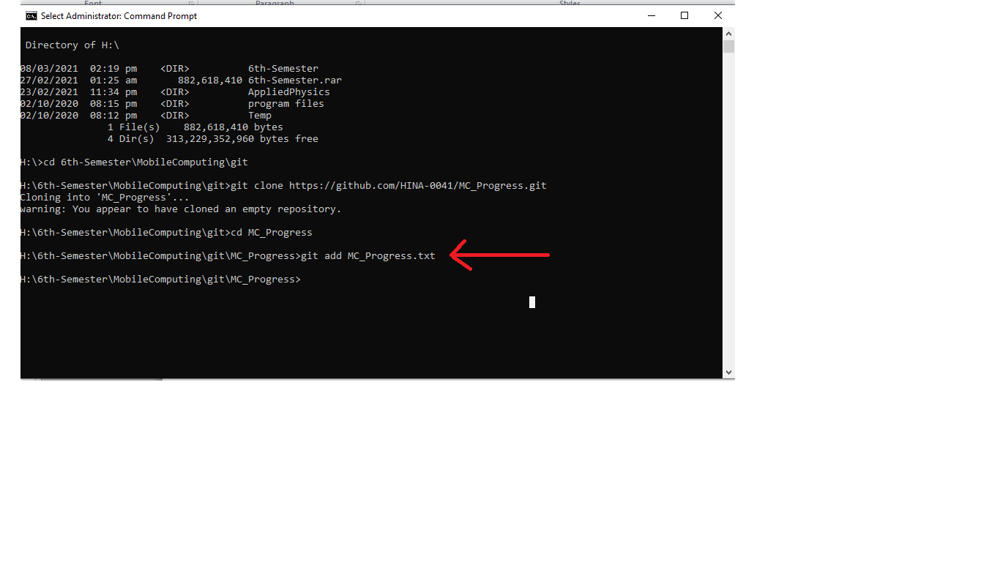 Font Paragraph Styles
Select Administrator: Command Prompt
Directory of H:\
08/03/2021  02:19 pm    <DIR>          6th-Semester
27/02/2021  01:25 am       882,618,410 6th-Semester.rar
23/02/2021  11:34 pm    <DIR>          AppliedPhysics
02/10/2020  08:15 pm    <DIR>          program files
02/10/2020  08:12 pm    <DIR>          Temp
1 File(s)    882,618,410 bytes
4 Dir(s)  313,229,352,960 bytes free
H:\>cd 6th-Semester\MobileComputing\git
H:\6th-Semester\MobileComputing\git>git clone https://github.com/HINA-0041/MC_Progress.git
Cloning into 'MC_Progress'...
warning: You appear to have cloned an empty repository.
H:\6th-Semester\MobileComputing\git>cd MC_Progress
H:\6th-Semester\MobileComputing\git\MC_Progress>git add MC_Progress.txt
H:\6th-Semester\MobileComputing\git\MC_Progress>